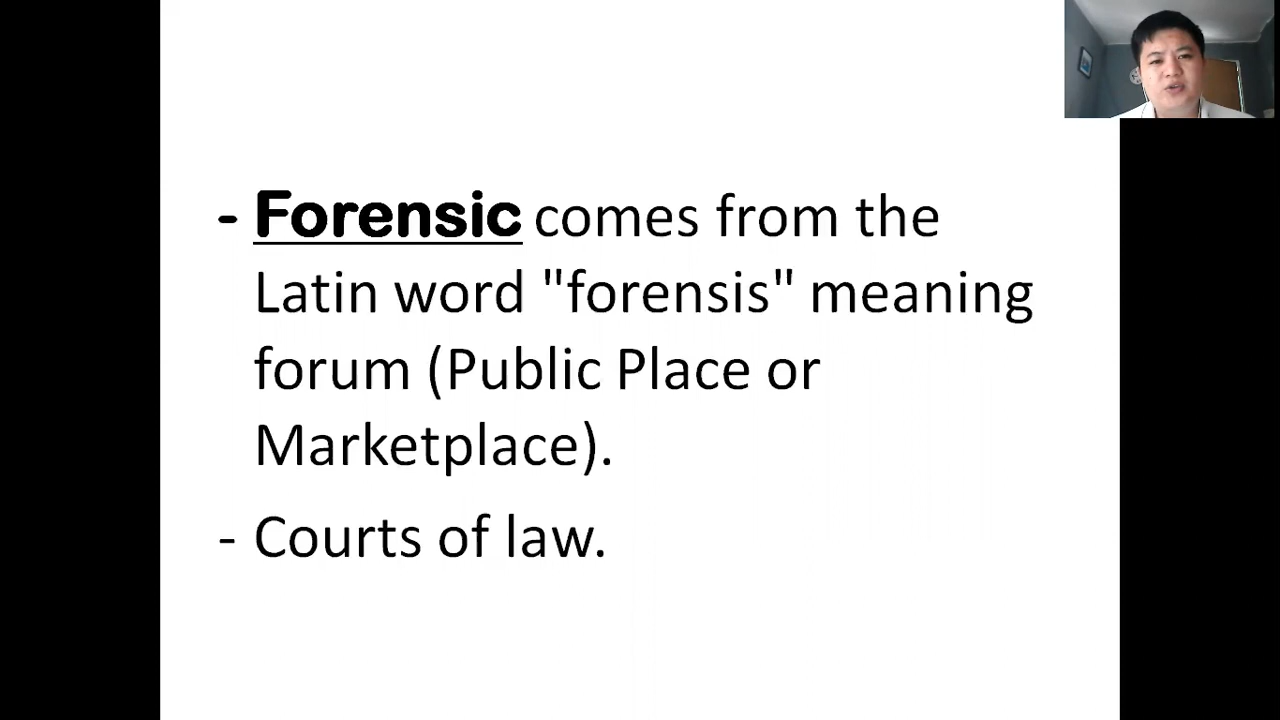 - Forensic comes from the
Latin word "forensis" meaning
forum (Public Place or
Marketplace).
- Courts of law.